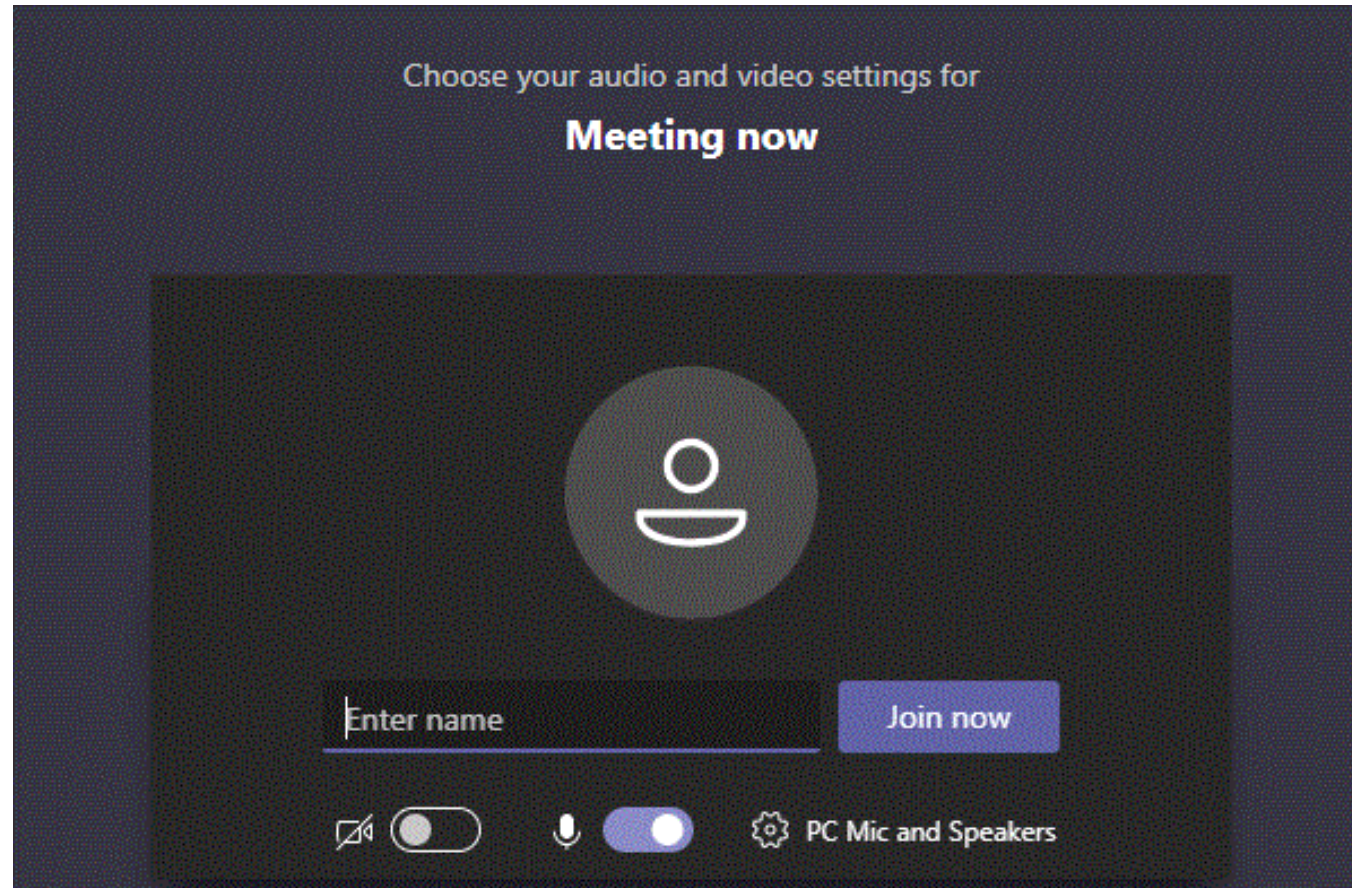 Choose your audio and video settings for
Meeting now
Enter name
Join now
PC Mic and Speakers